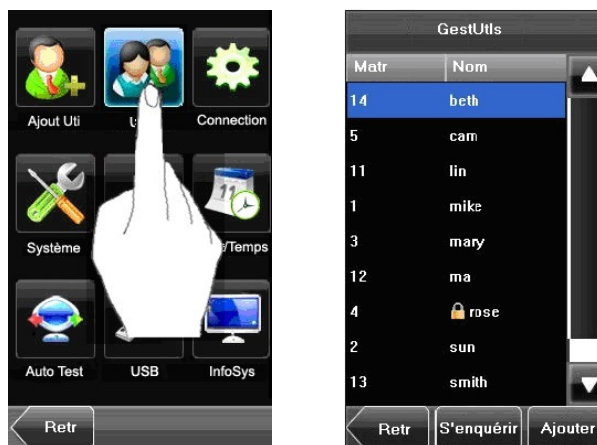 Ajout Uti
Connection
Système
/Temps
Auto Test
USB
InfoSys
Retr
GestUtls
Matr Nom
14 beth
5 cam
11 lin
1 mike
3 mary
12 ma
4 rose
2 sun
13 smith
Retr S'enquérir Ajouter